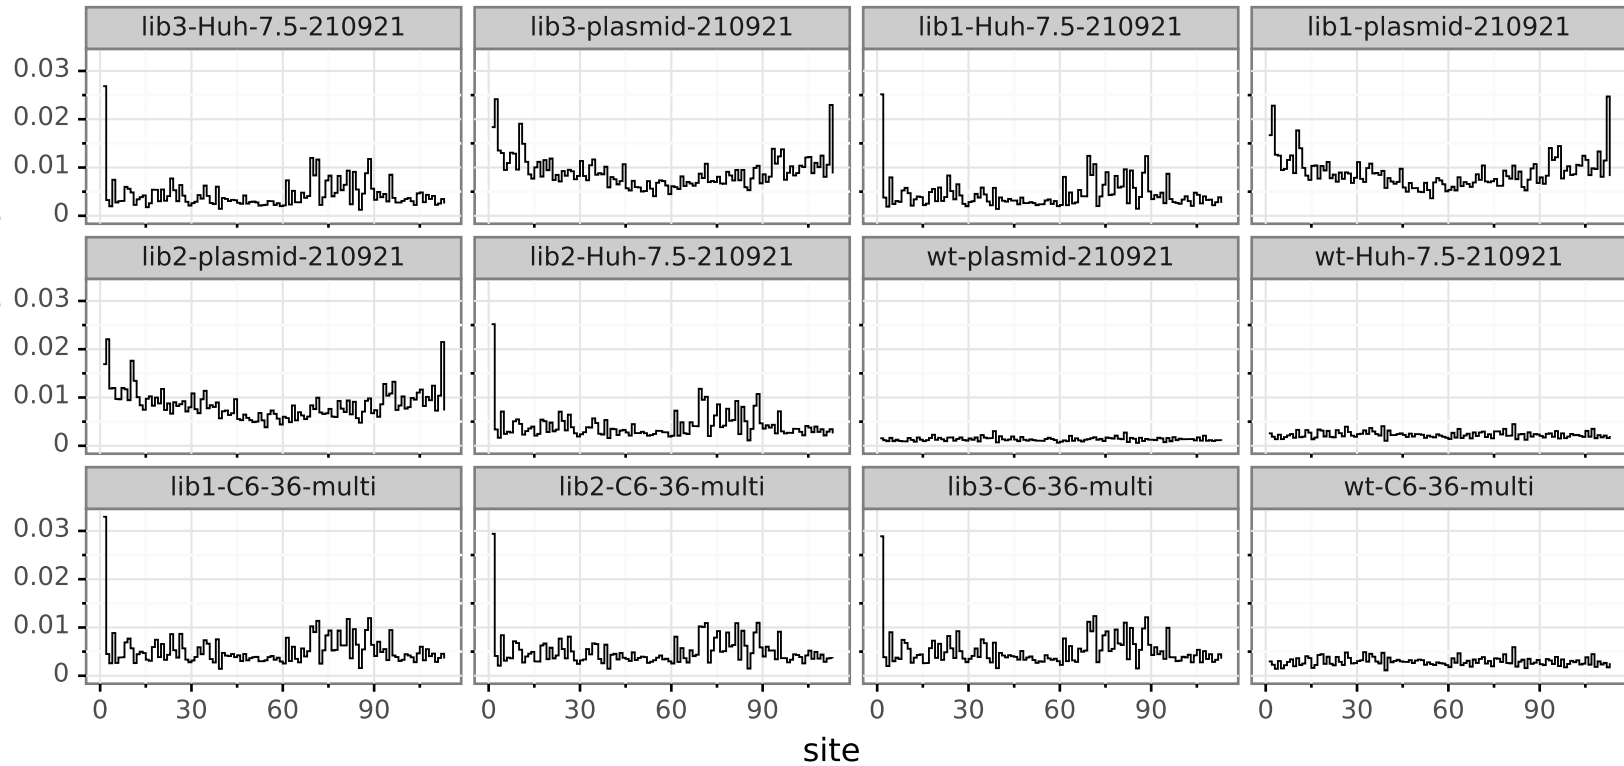 lib3-Huh-7.5-210921 lib3-plasmid-210921 lib1-Huh-7.5-210921 lib1-plasmid-210921
0.03
0.02
0.01
0
lib2-plasmid-210921 lib2-Huh-7.5-210921 wt-plasmid-210921 wt-Huh-7.5-210921
0.03
0.02
0.01
0
lib1-C6-36-multi lib2-C6-36-multi lib3-C6-36-multi wt-C6-36-multi
0.03
0.02
0.01
0
0 30 60 90 0 30 60 90 0 30 60 90 0 30 60 90
site